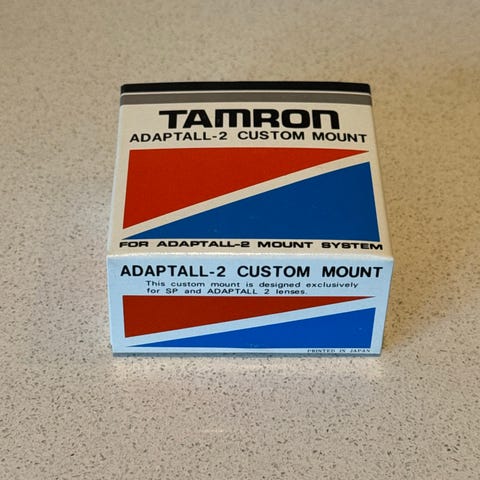 TAMRON
ADAPTALL-2 CUSTOM MOUNT
FOR ADAPTALL-2 MOUNT SYSTEM
ADAPTALL-2 CUSTOM MOUNT
This custom mount is designed exclusively
for SP and ADAPTALL 2 lenses.
PRINTED IN JAPAN